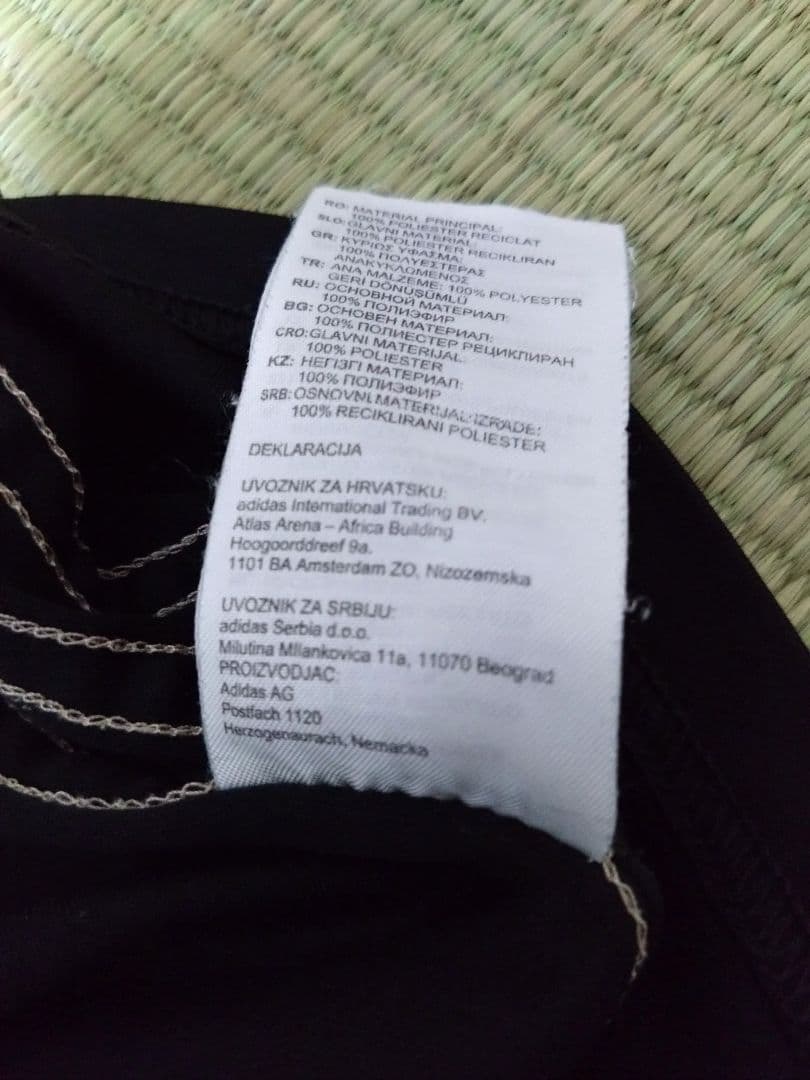 RO: MATERIAL PRINCIPAL:
100% POLIESTER RECICLAT
SLO: GLAVNI MATERIAL:
100% POLIESTER RECIKLIRAN
GR: ΚΥΡΙΟΣ ΥΦΑΣΜΑ:
100% ΠΟΛΥΕΣΤΕΡΑΣ
ΑΝΑΚΥΚΛΩΜΕΝΟΣ
TR: ANA MALZEME: 100% POLYESTER
GERİ DÖNÜŞÜMLÜ
RU: ОСНОВНОЙ МАТЕРИАЛ:
100% ПОЛИЭФИР
BG: ОСНОВЕН МАТЕРИАЛ:
100% ПОЛИЕСТЕР РЕЦИКЛИРАН
CRO: GLAVNI MATERIJAL:
100% POLIESTER
KZ: НЕГІЗГІ МАТЕРИАЛ:
100% ПОЛИЭФИР
SRB: OSNOVNI MATERIJAL IZRADE:
100% RECIKLIRANI POLIESTER
DEKLARACIJA
UVOZNIK ZA HRVATSKU:
adidas International Trading BV.
Atlas Arena – Africa Building
Hoogoorddreef 9a.
1101 BA Amsterdam ZO, Nizozemska
UVOZNIK ZA SRBIJU:
adidas Serbia d.o.o.
Milutina Milankovica 11a, 11070 Beograd
PROIZVODJAC:
Adidas AG
Postfach 1120
Herzogenaurach, Nemacka